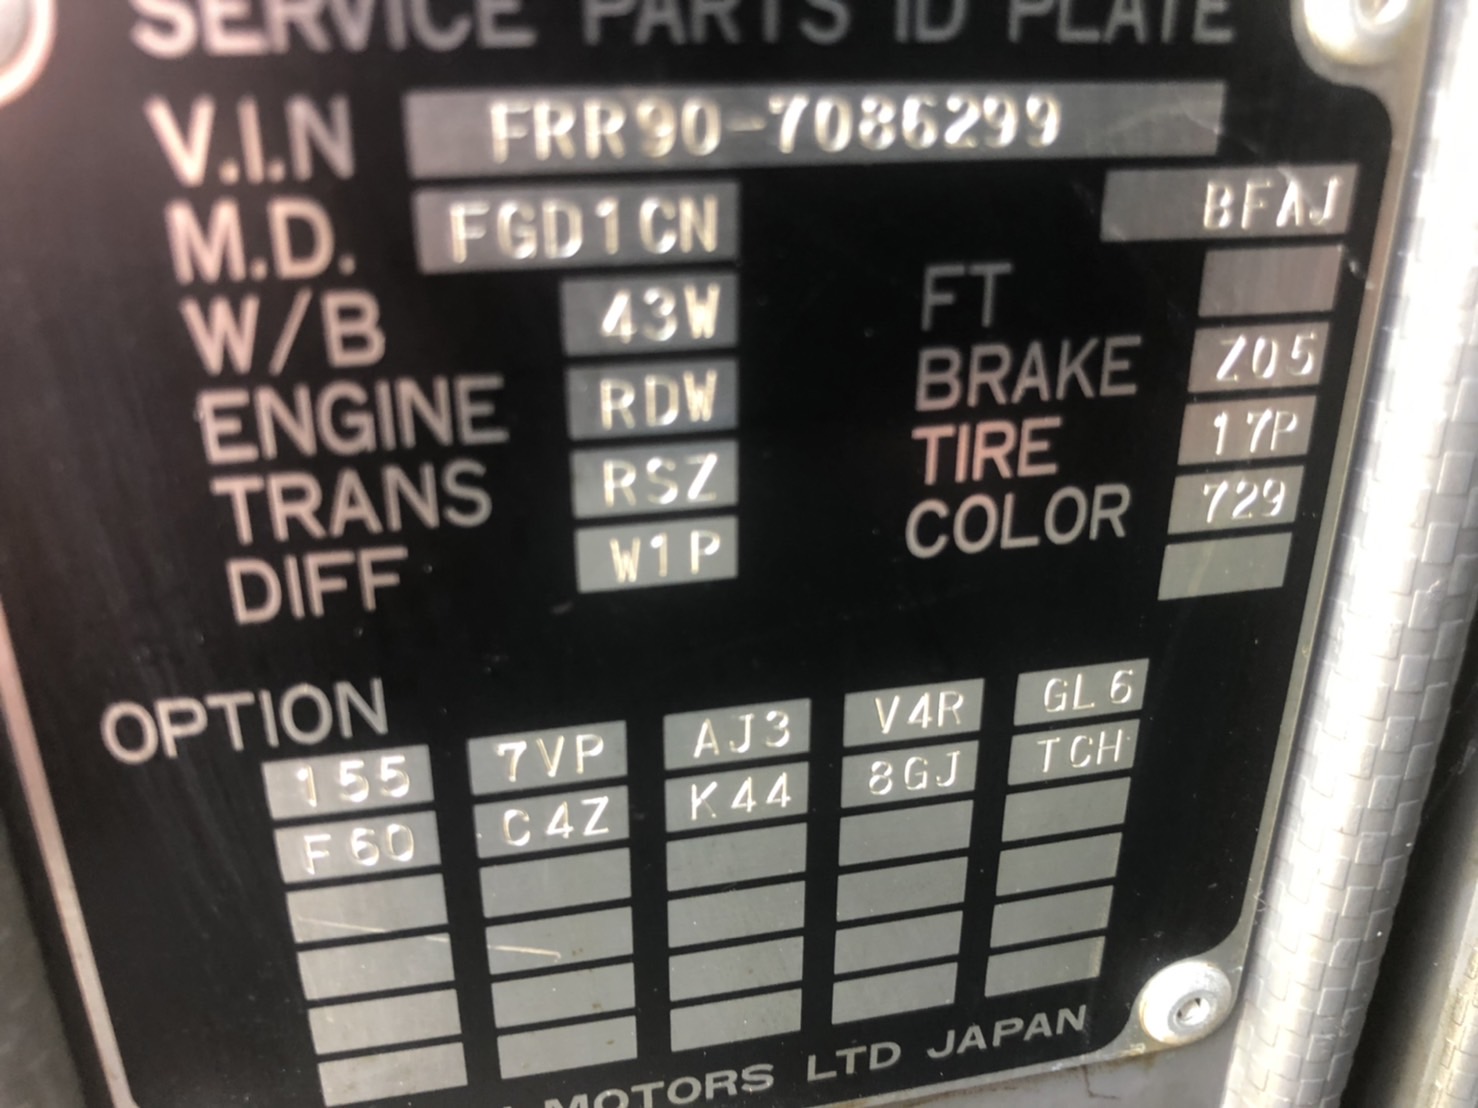 SERVICE PARTS ID PLATE
V.I.N FRR90-7086299
M.D. FGD1CN BFAJ
W/B 43W FT
ENGINE RDW BRAKE Z05
TRANS RSZ TIRE 17P
DIFF W1P COLOR 729
OPTION
155 7VP AJ3 V4R GL6
F60 C4Z K44 8GJ TCH
MOTORS LTD JAPAN